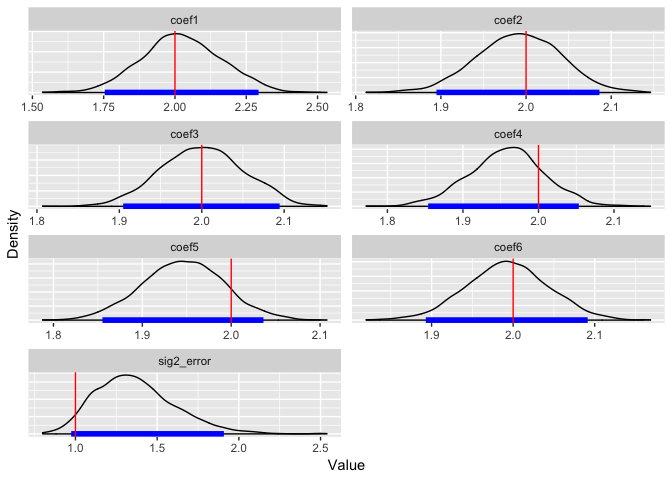 coef1 coef2
1.50 1.75 2.00 2.25 2.50 1.8 1.9 2.0 2.1
coef3 coef4
1.8 1.9 2.0 2.1 1.8 1.9 2.0 2.1
coef5 coef6
1.8 1.9 2.0 2.1 1.9 2.0 2.1
sig2_error
1.0 1.5 2.0 2.5
Density
Value